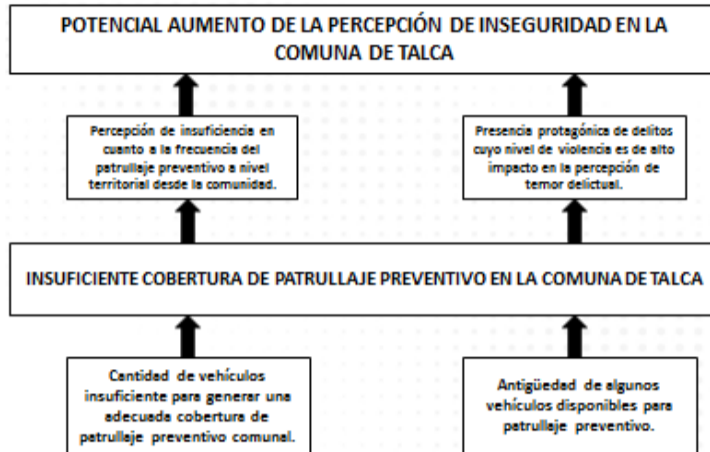 POTENCIAL AUMENTO DE LA PERCEPCIÓN DE INSEGURIDAD EN LA
COMUNA DE TALCA
Percepción de insuficiencia en
cuanto a la frecuencia del
patrullaje preventivo a nivel
territorial desde la comunidad.
Presencia protagónica de delitos
cuyo nivel de violencia es de alto
impacto en la percepción de
temor delictual.
INSUFICIENTE COBERTURA DE PATRULLAJE PREVENTIVO EN LA COMUNA DE TALCA
Cantidad de vehículos
insuficiente para generar una
adecuada cobertura de
patrullaje preventivo comunal.
Antigüedad de algunos
vehículos disponibles para
patrullaje preventivo.